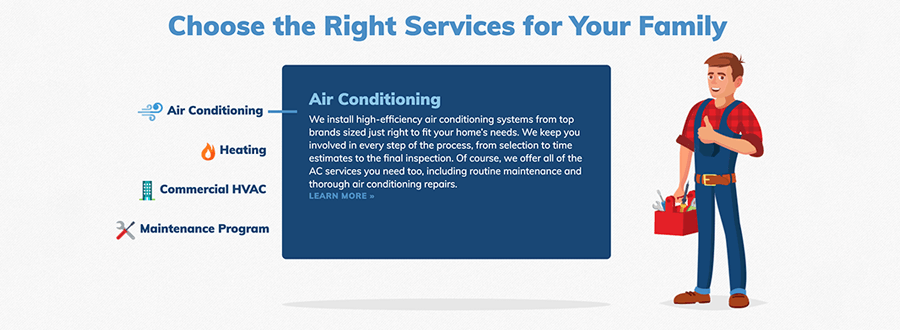 Choose the Right Services for Your Family
Air Conditioning
Heating
Commercial HVAC
Maintenance Program
Air Conditioning
We install high-efficiency air conditioning systems from top
brands sized just right to fit your home's needs. We keep you
involved in every step of the process, from selection to time
estimates to the final inspection. Of course, we offer all of the
AC services you need too, including routine maintenance and
thorough air conditioning repairs.
LEARN MORE »